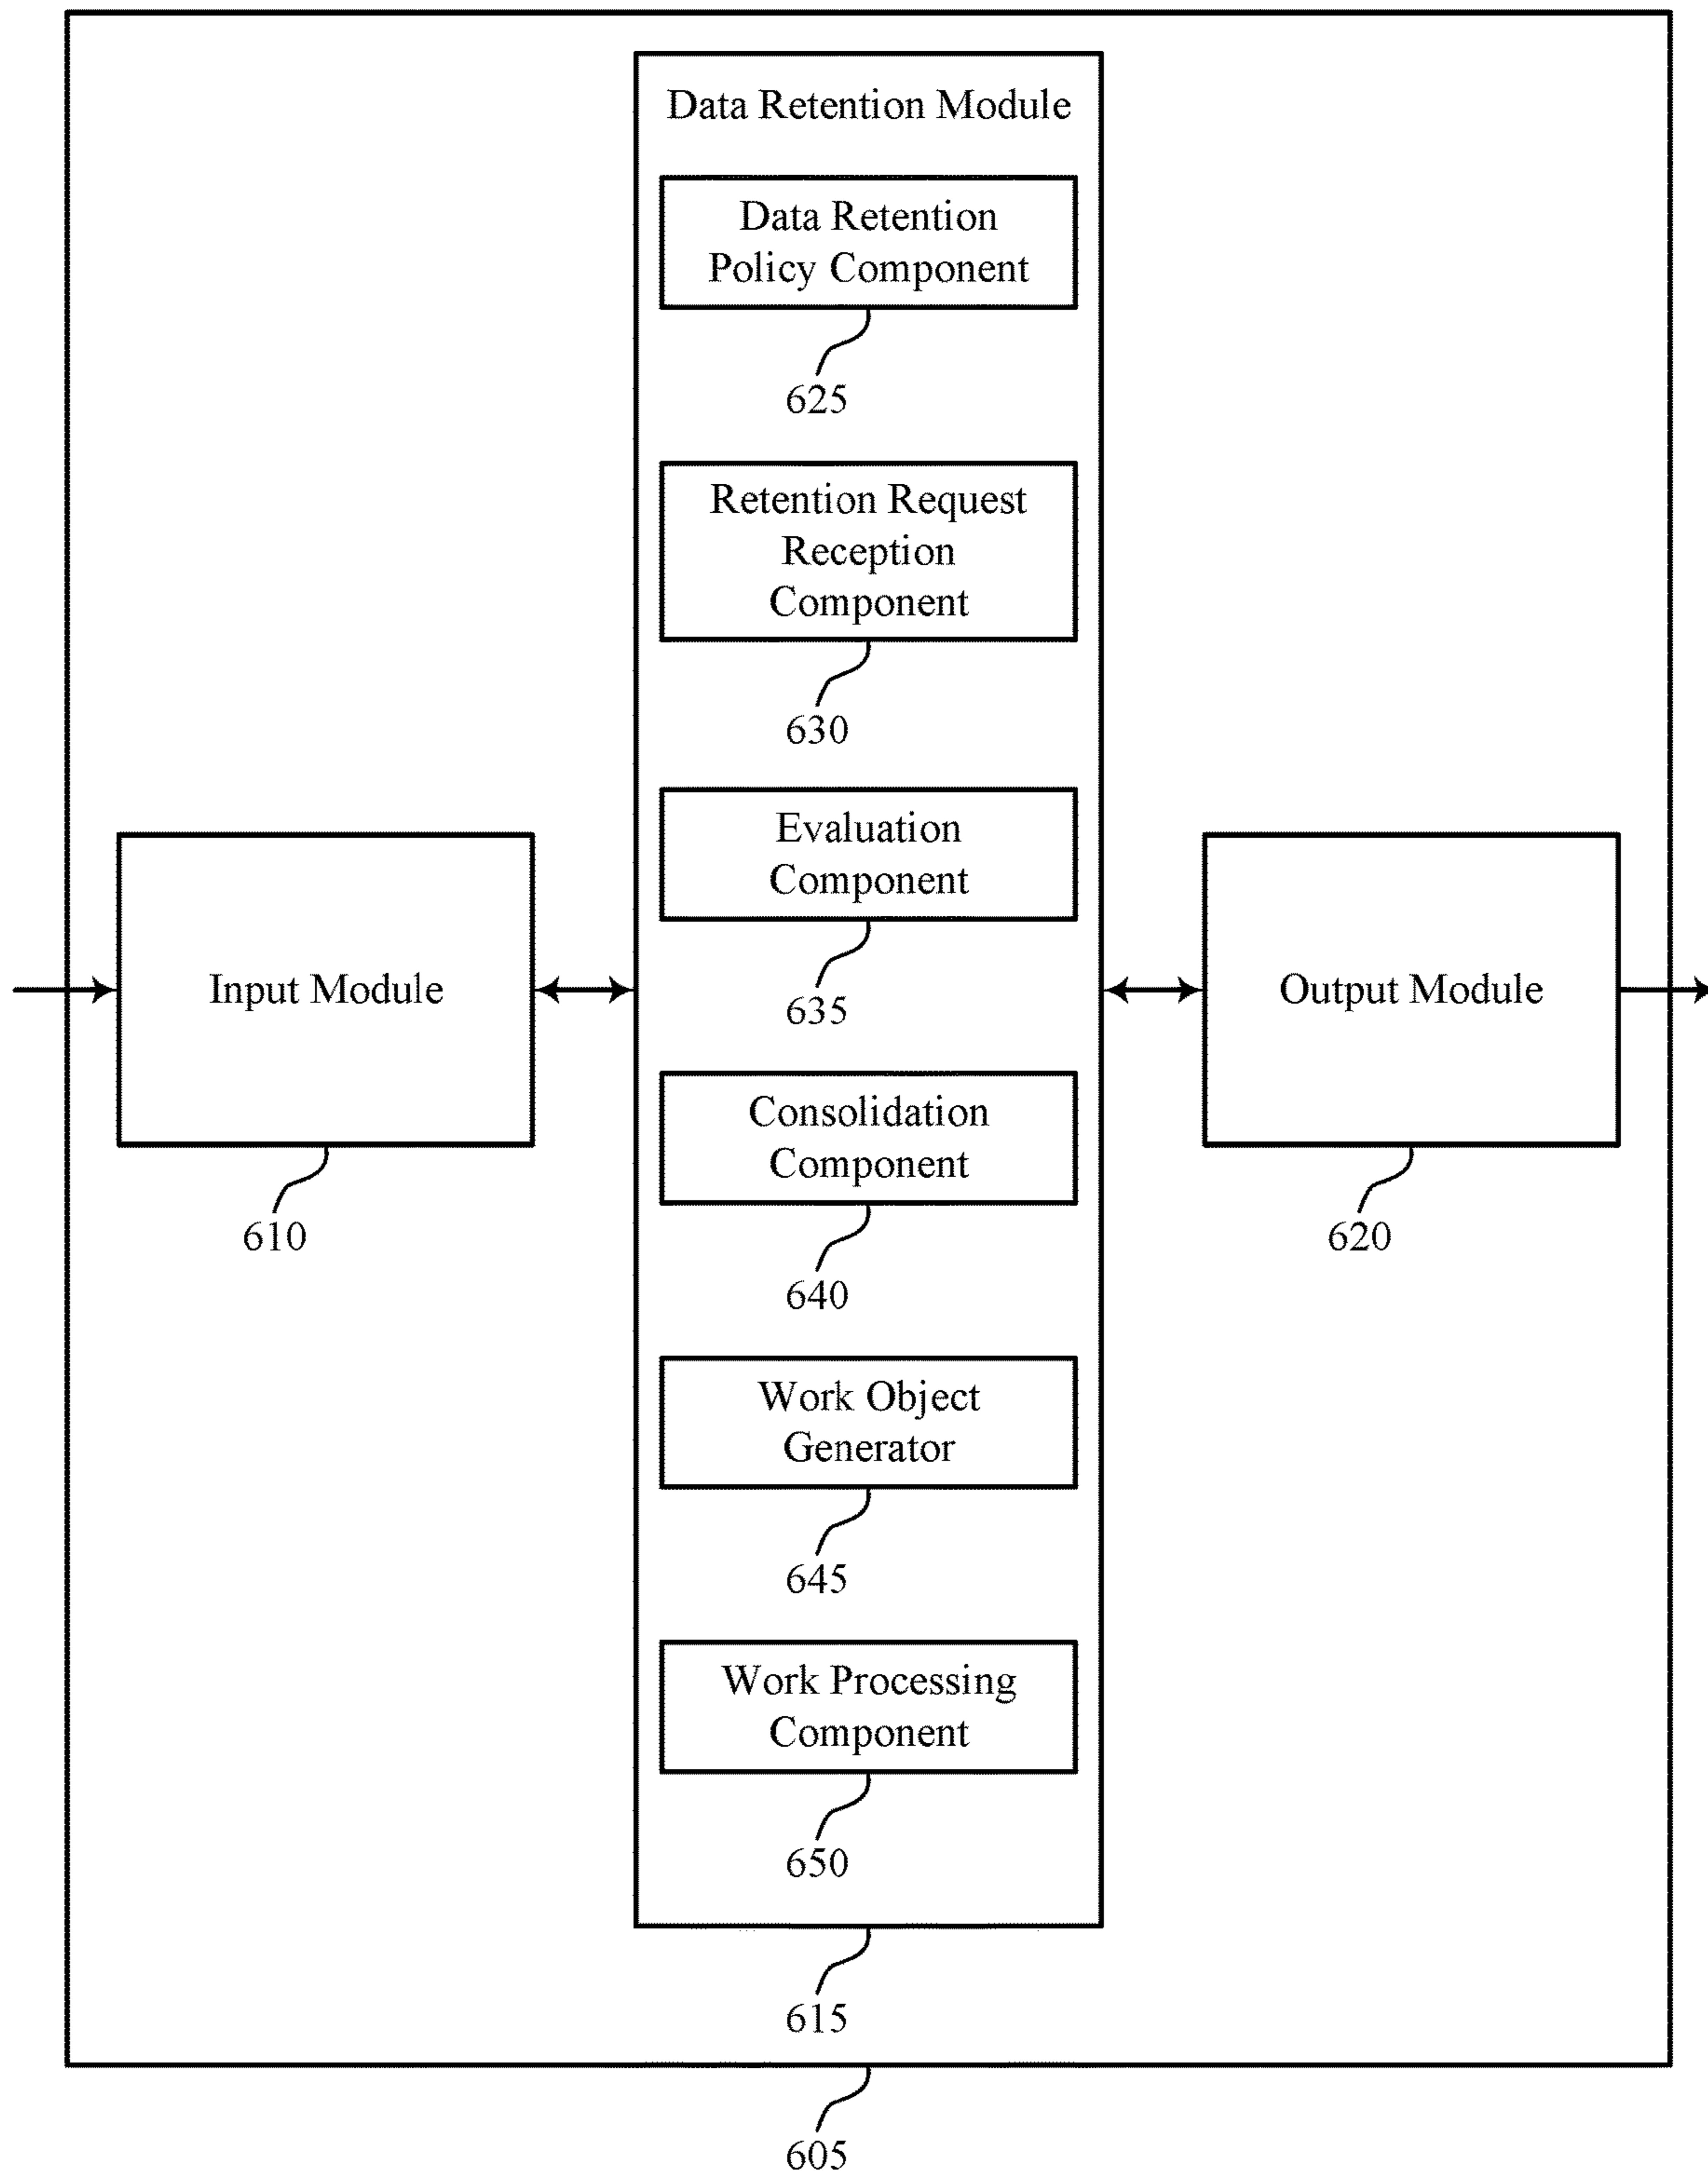 Data Retention Module
Data Retention
Policy Component
625
Retention Request
Reception
Component
630
Evaluation
Component
635
Input Module
610
Output Module
620
Consolidation
Component
640
Work Object
Generator
645
Work Processing
Component
650
615
605